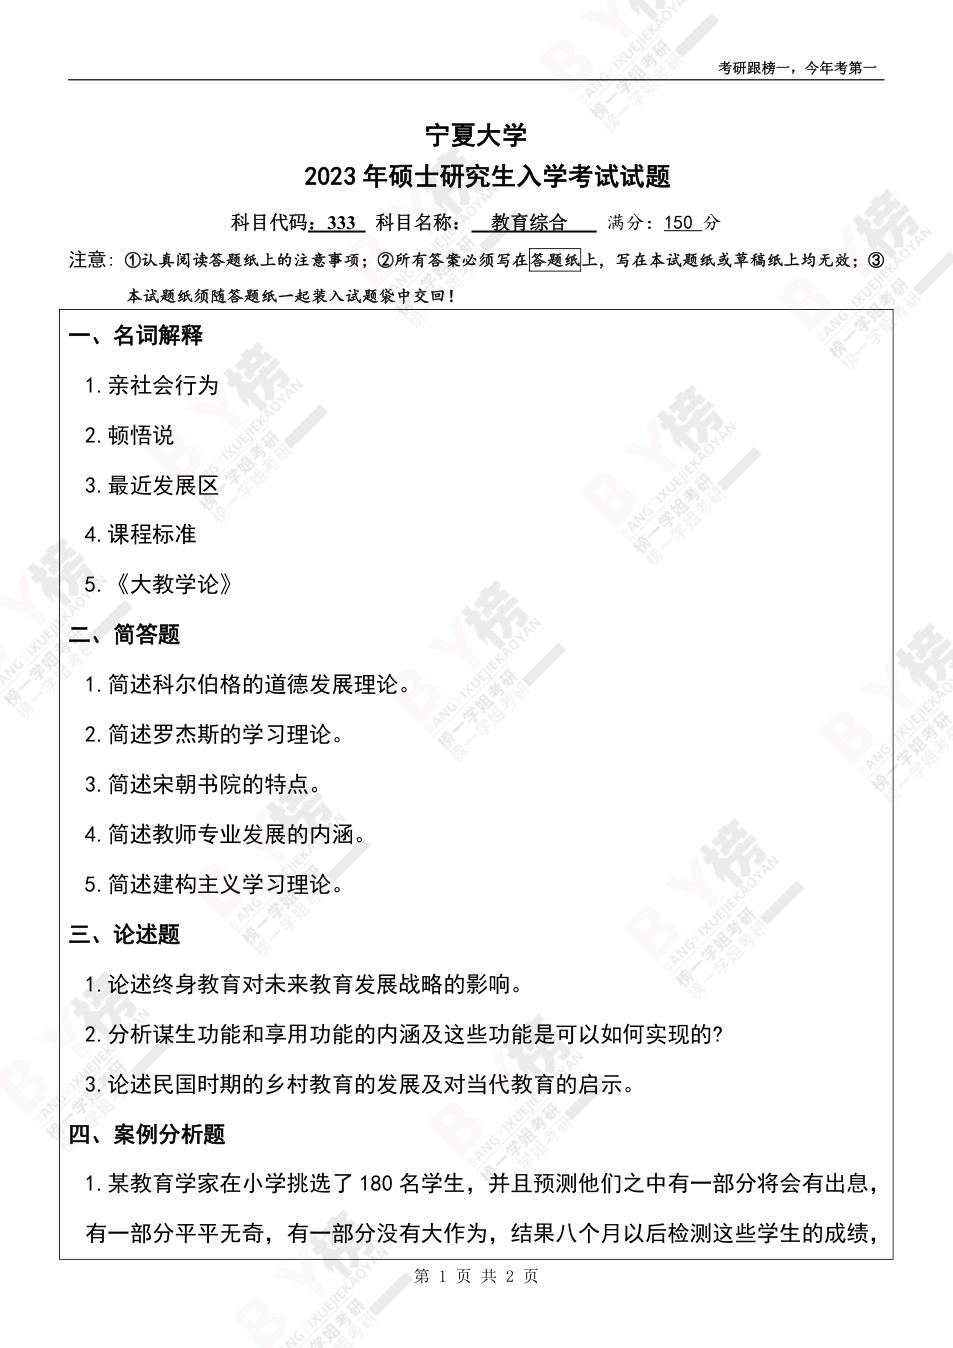 考研跟榜一，今年考第一
宁夏大学
2023年硕士研究生入学考试试题
科目代码：333 科目名称： 教育综合 满分：150 分
注意：①认真阅读答题纸上的注意事项；②所有答案必须写在答题纸上，写在本试题纸或草稿纸上均无效；③
本试题纸须随答题纸一起装入试题袋中交回！
一、名词解释
1.亲社会行为
2.顿悟说
3.最近发展区
4.课程标准
5.《大教学论》
二、简答题
1.简述科尔伯格的道德发展理论。
2.简述罗杰斯的学习理论。
3.简述宋朝书院的特点。
4.简述教师专业发展的内涵。
5.简述建构主义学习理论。
三、论述题
1.论述终身教育对未来教育发展战略的影响。
2.分析谋生功能和享用功能的内涵及这些功能是可以如何实现的?
3.论述民国时期的乡村教育的发展及对当代教育的启示。
四、案例分析题
1.某教育学家在小学挑选了180名学生，并且预测他们之中有一部分将会有出息，
有一部分平平无奇，有一部分没有大作为，结果八个月以后检测这些学生的成绩，
第 1 页 共 2 页
BY榜
BANGYIXUEJIEKAOYAN
榜一学姐考研
榜一学姐考研